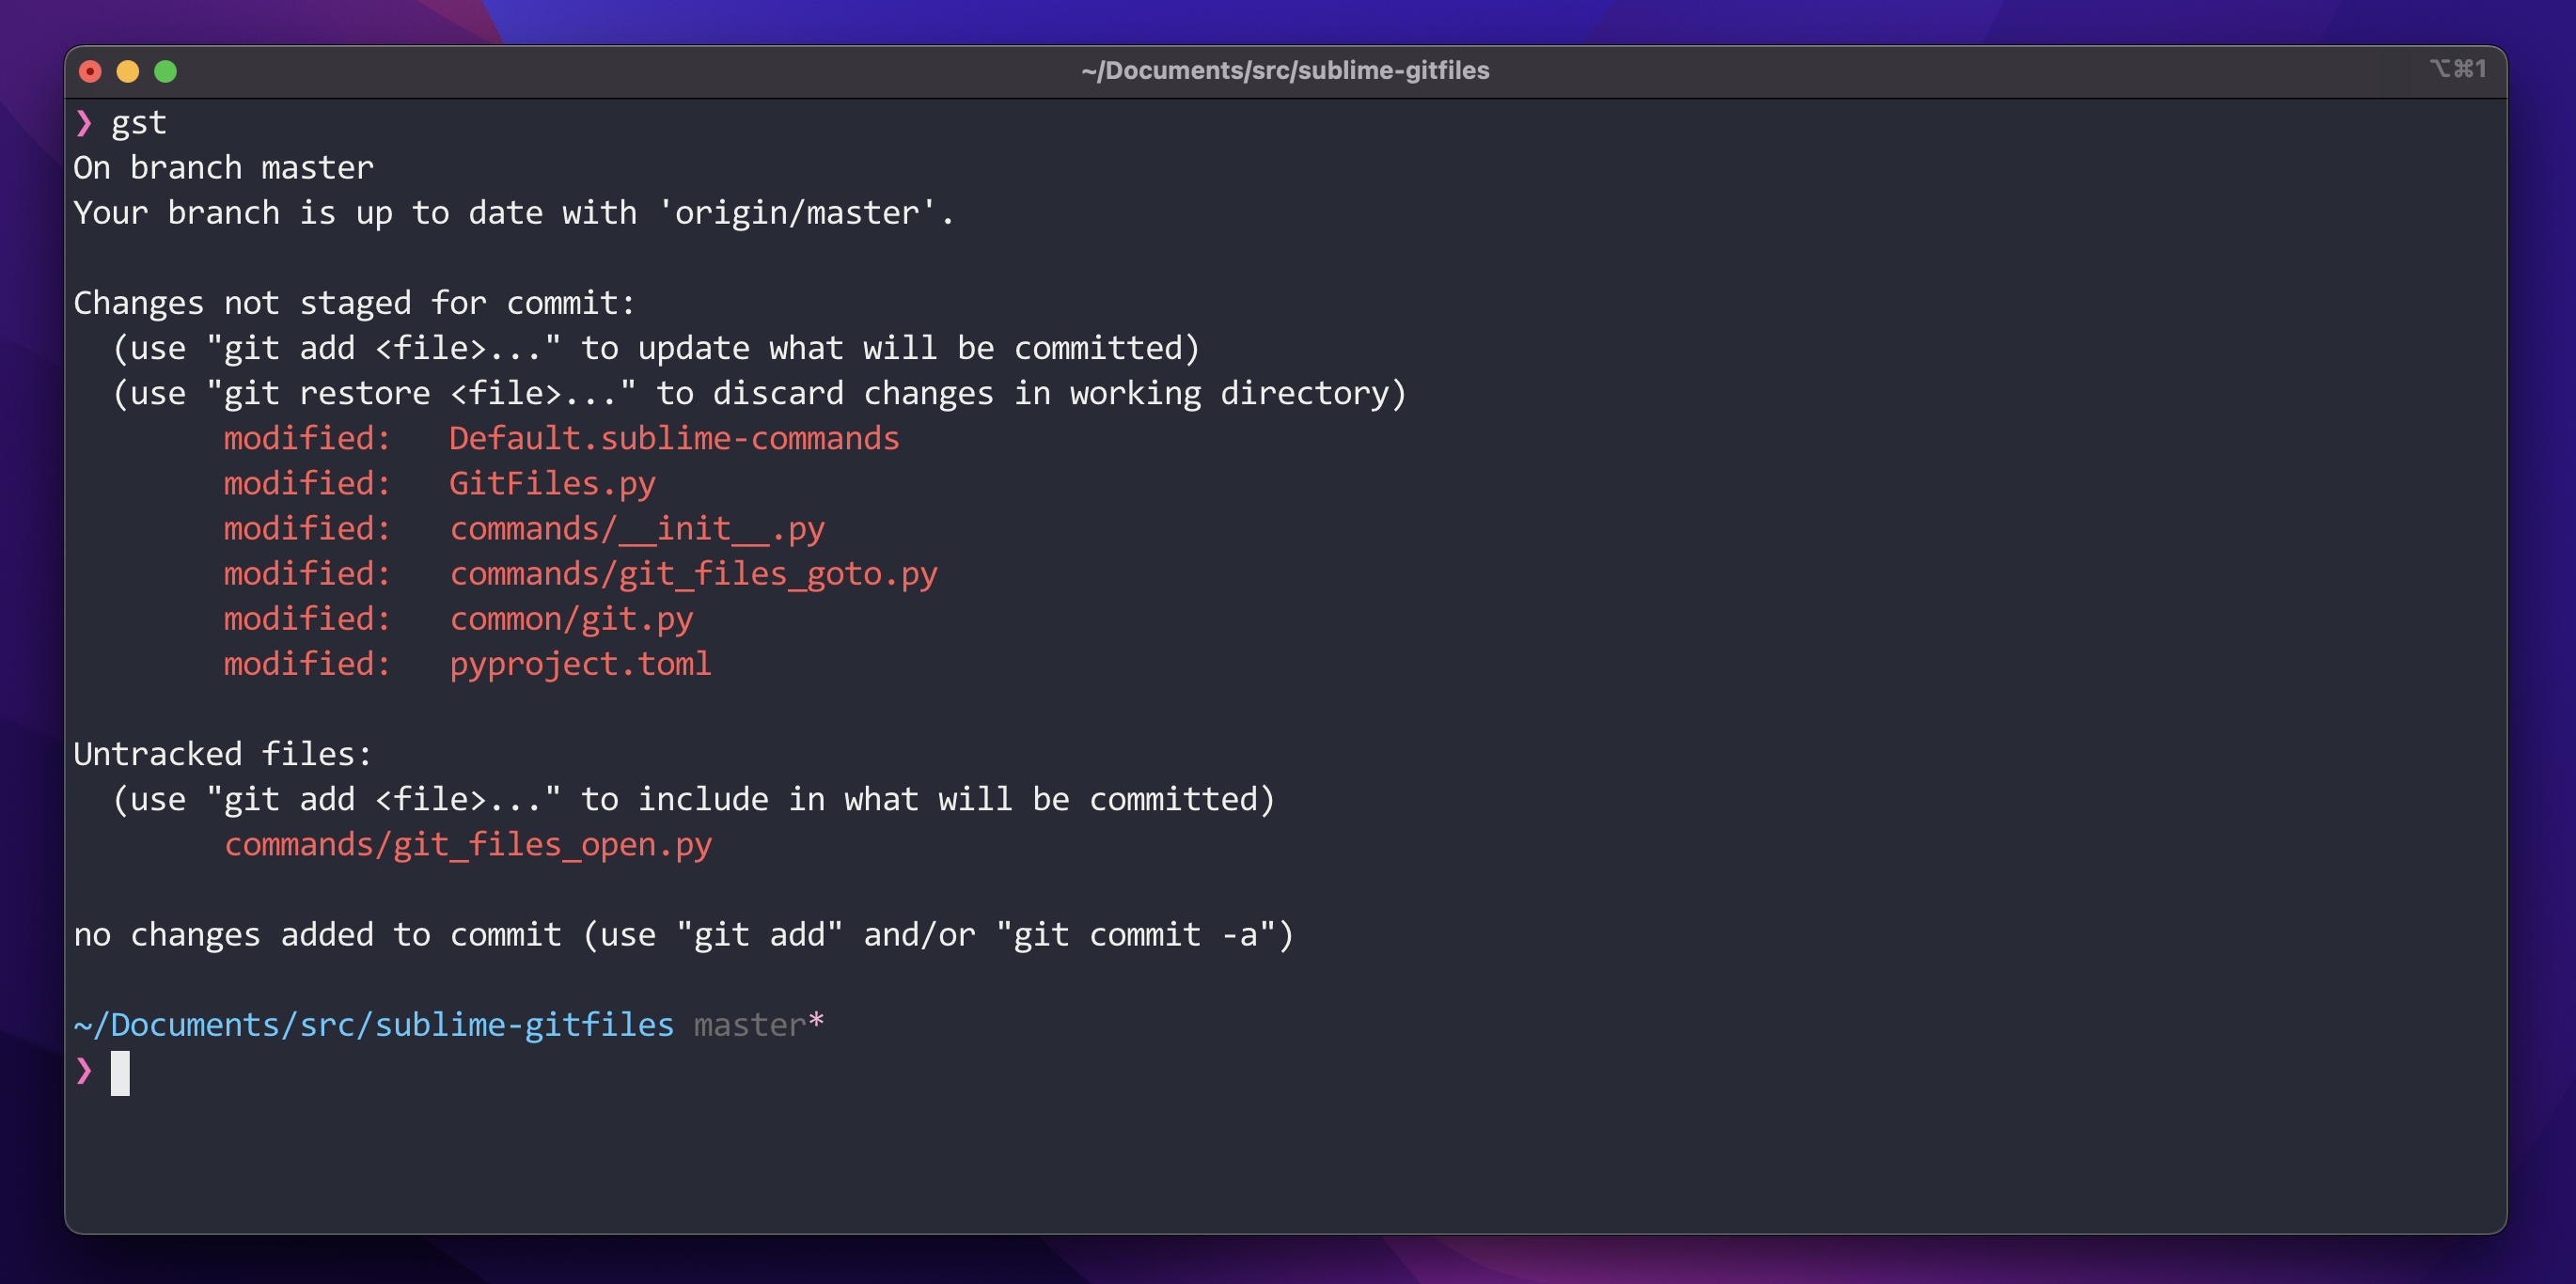 ~/Documents/src/sublime-gitfiles
⌥⌘1
❯ gst
On branch master
Your branch is up to date with 'origin/master'.
Changes not staged for commit:
  (use "git add <file>..." to update what will be committed)
  (use "git restore <file>..." to discard changes in working directory)
        modified:   Default.sublime-commands
        modified:   GitFiles.py
        modified:   commands/__init__.py
        modified:   commands/git_files_goto.py
        modified:   common/git.py
        modified:   pyproject.toml
Untracked files:
  (use "git add <file>..." to include in what will be committed)
        commands/git_files_open.py
no changes added to commit (use "git add" and/or "git commit -a")
~/Documents/src/sublime-gitfiles master*
❯